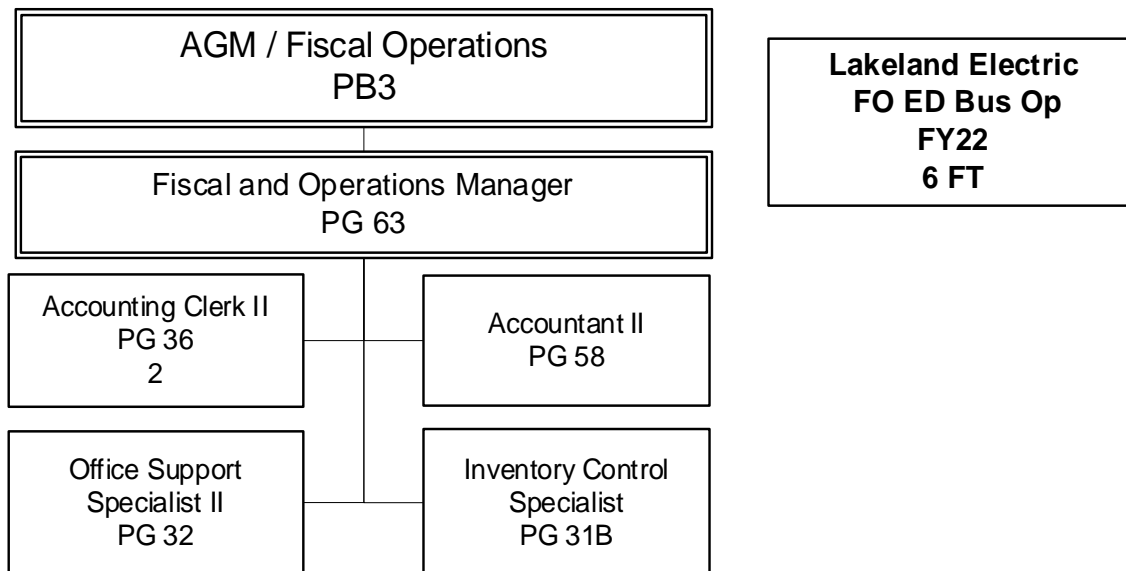 AGM / Fiscal Operations
PB3
Lakeland Electric
FO ED Bus Op
FY22
6 FT
Fiscal and Operations Manager
PG 63
Accounting Clerk II
PG 36
2
Accountant II
PG 58
Office Support
Specialist II
PG 32
Inventory Control
Specialist
PG 31B